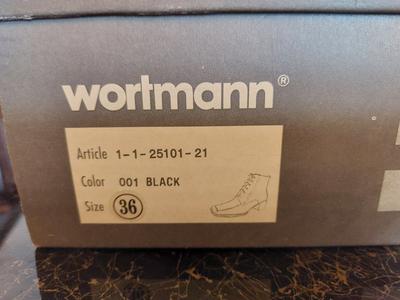 wortmann®
Article 1-1-25101-21
Color 001 BLACK
Size 36